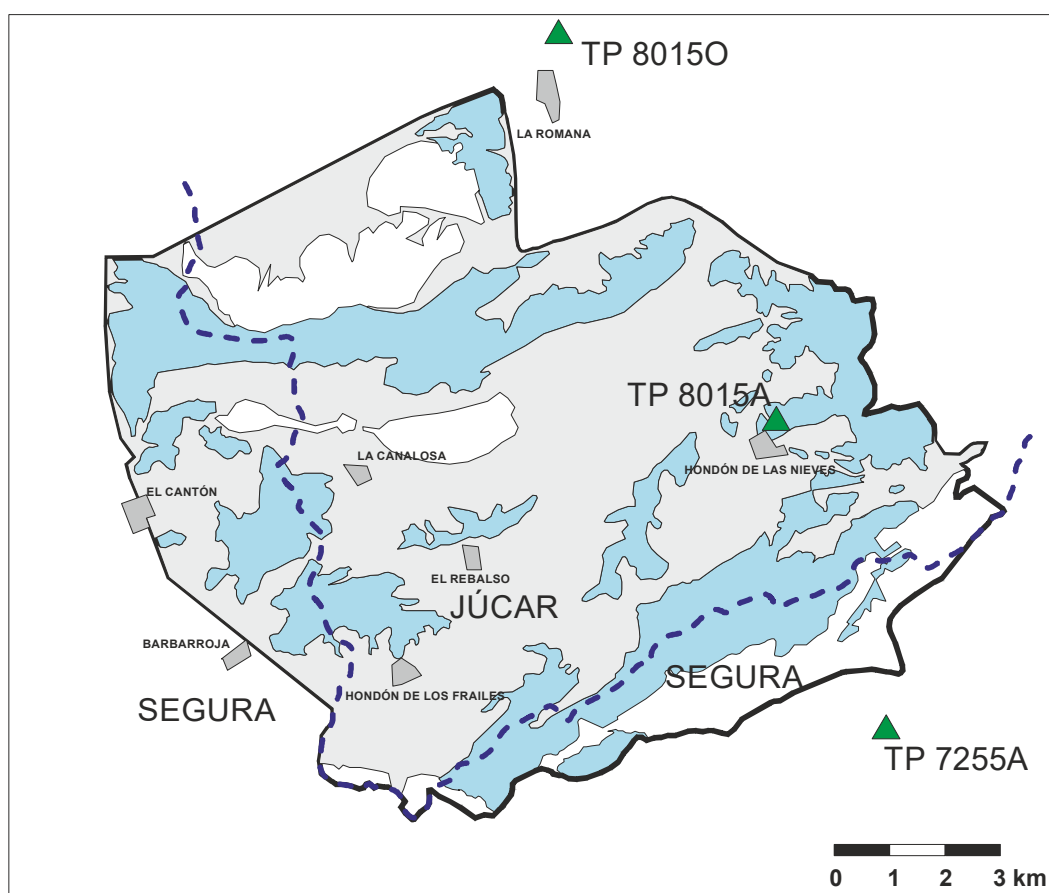 TP 8015O
LA ROMANA
TP 8015A
HONDÓN DE LAS NIEVES
LA CANALOSA
EL CANTÓN
EL REBALSO
JÚCAR
BARBARROJA
HONDÓN DE LOS FRAILES
SEGURA
SEGURA
TP 7255A
0 1 2 3 km